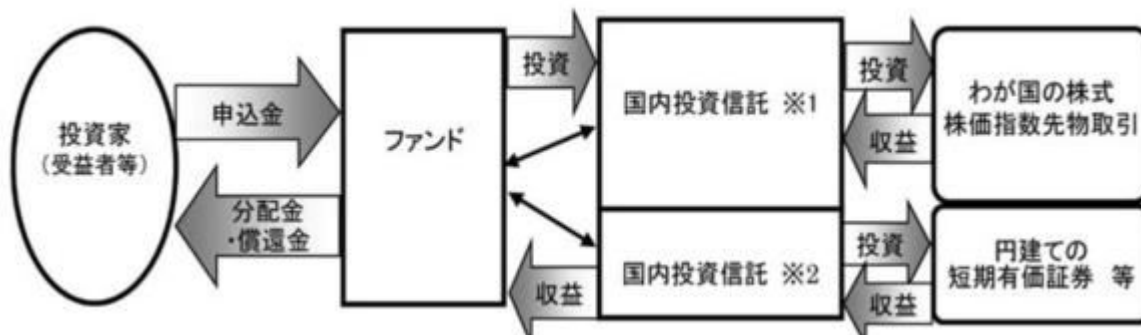 投資家
(受益者等)
申込金
分配金
・償還金
ファンド
投資
収益
国内投資信託 ※1
国内投資信託 ※2
投資
収益
投資
収益
わが国の株式
株価指数先物取引
円建ての
短期有価証券 等